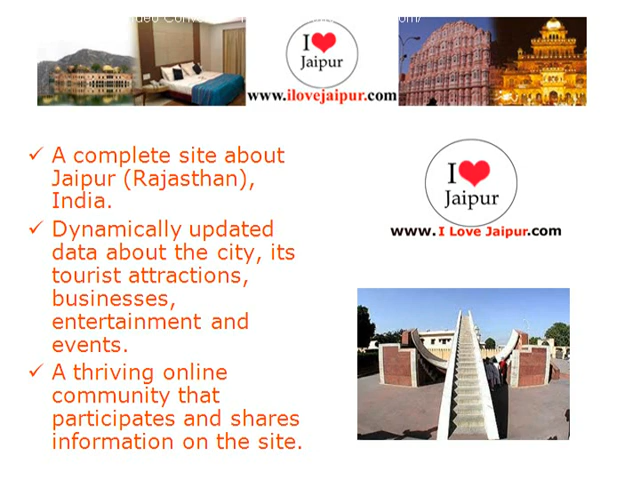 I
Jaipur
www.ilovejaipur.com
A complete site about
Jaipur (Rajasthan),
India.
Dynamically updated
data about the city, its
tourist attractions,
businesses,
entertainment and
events.
A thriving online
community that
participates and shares
information on the site.
I
Jaipur
www.I Love Jaipur.com